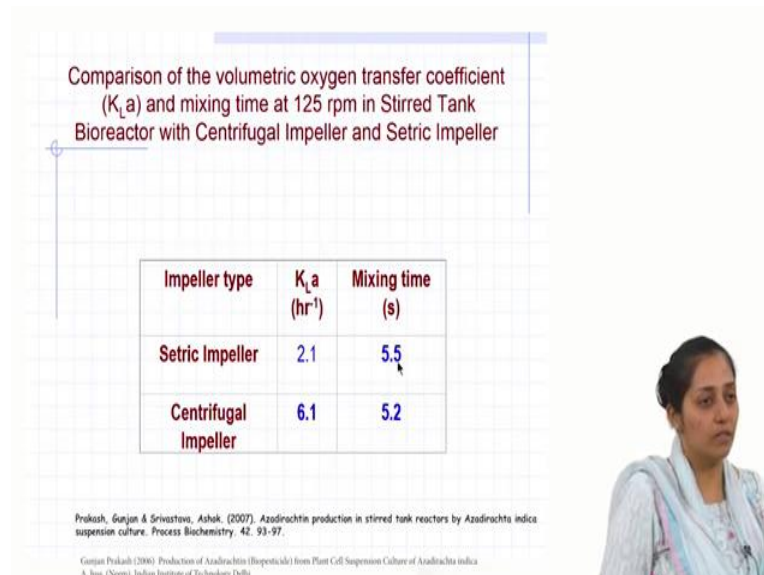 Comparison of the volumetric oxygen transfer coefficient
(KLa) and mixing time at 125 rpm in Stirred Tank
Bioreactor with Centrifugal Impeller and Setric Impeller
Impeller type KLa (hr-1) Mixing time (s)
Setric Impeller 2.1 5.5
Centrifugal Impeller 6.1 5.2
Prakash, Gunjan & Srivastava, Ashok. (2007). Azadirachtin production in stirred tank reactors by Azadirachta indica
suspension culture. Process Biochemistry. 42. 93-97.
Gunjan Prakash (2006) Production of Azadirachtin (Biopesticide) from Plant Cell Suspension Culture of Azadirachta indica
A. Juss. (Neem). Indian Institute of Technology Delhi